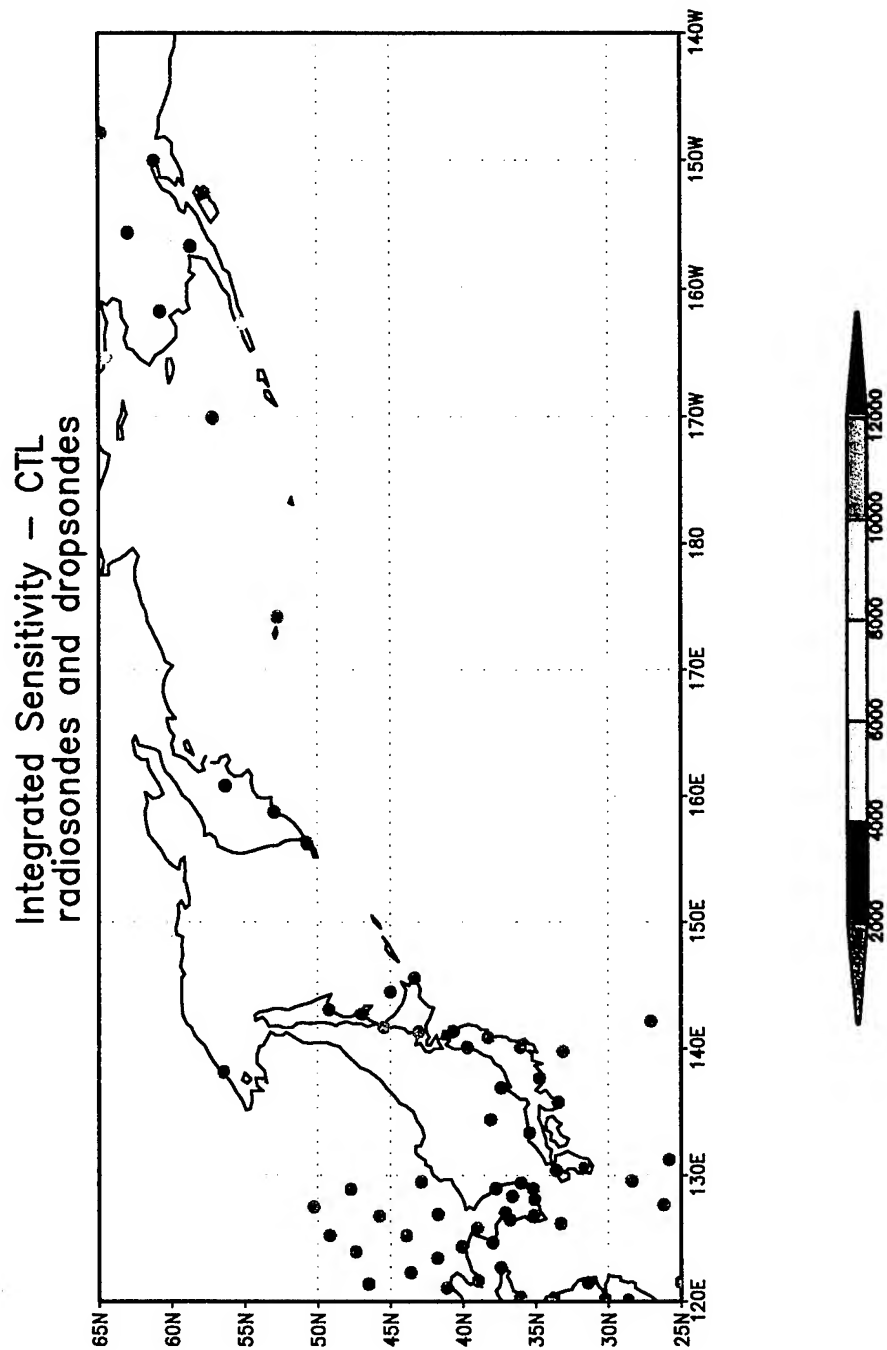 Integrated Sensitivity – CTL
radiosondes and dropsondes
65N
60N
55N
50N
45N
40N
35N
30N
25N
120E
130E
140E
150E
160E
170E
180
170W
160W
150W
140W
2000
4000
6000
8000
10000
12000